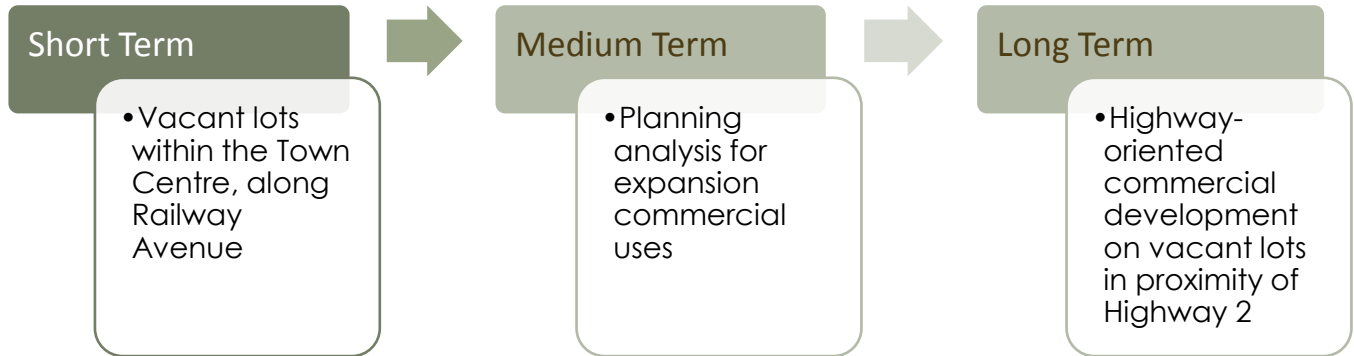 Short Term
•Vacant lots
within the Town
Centre, along
Railway
Avenue
Medium Term
•Planning
analysis for
expansion
commercial
uses
Long Term
•Highway-
oriented
commercial
development
on vacant lots
in proximity of
Highway 2